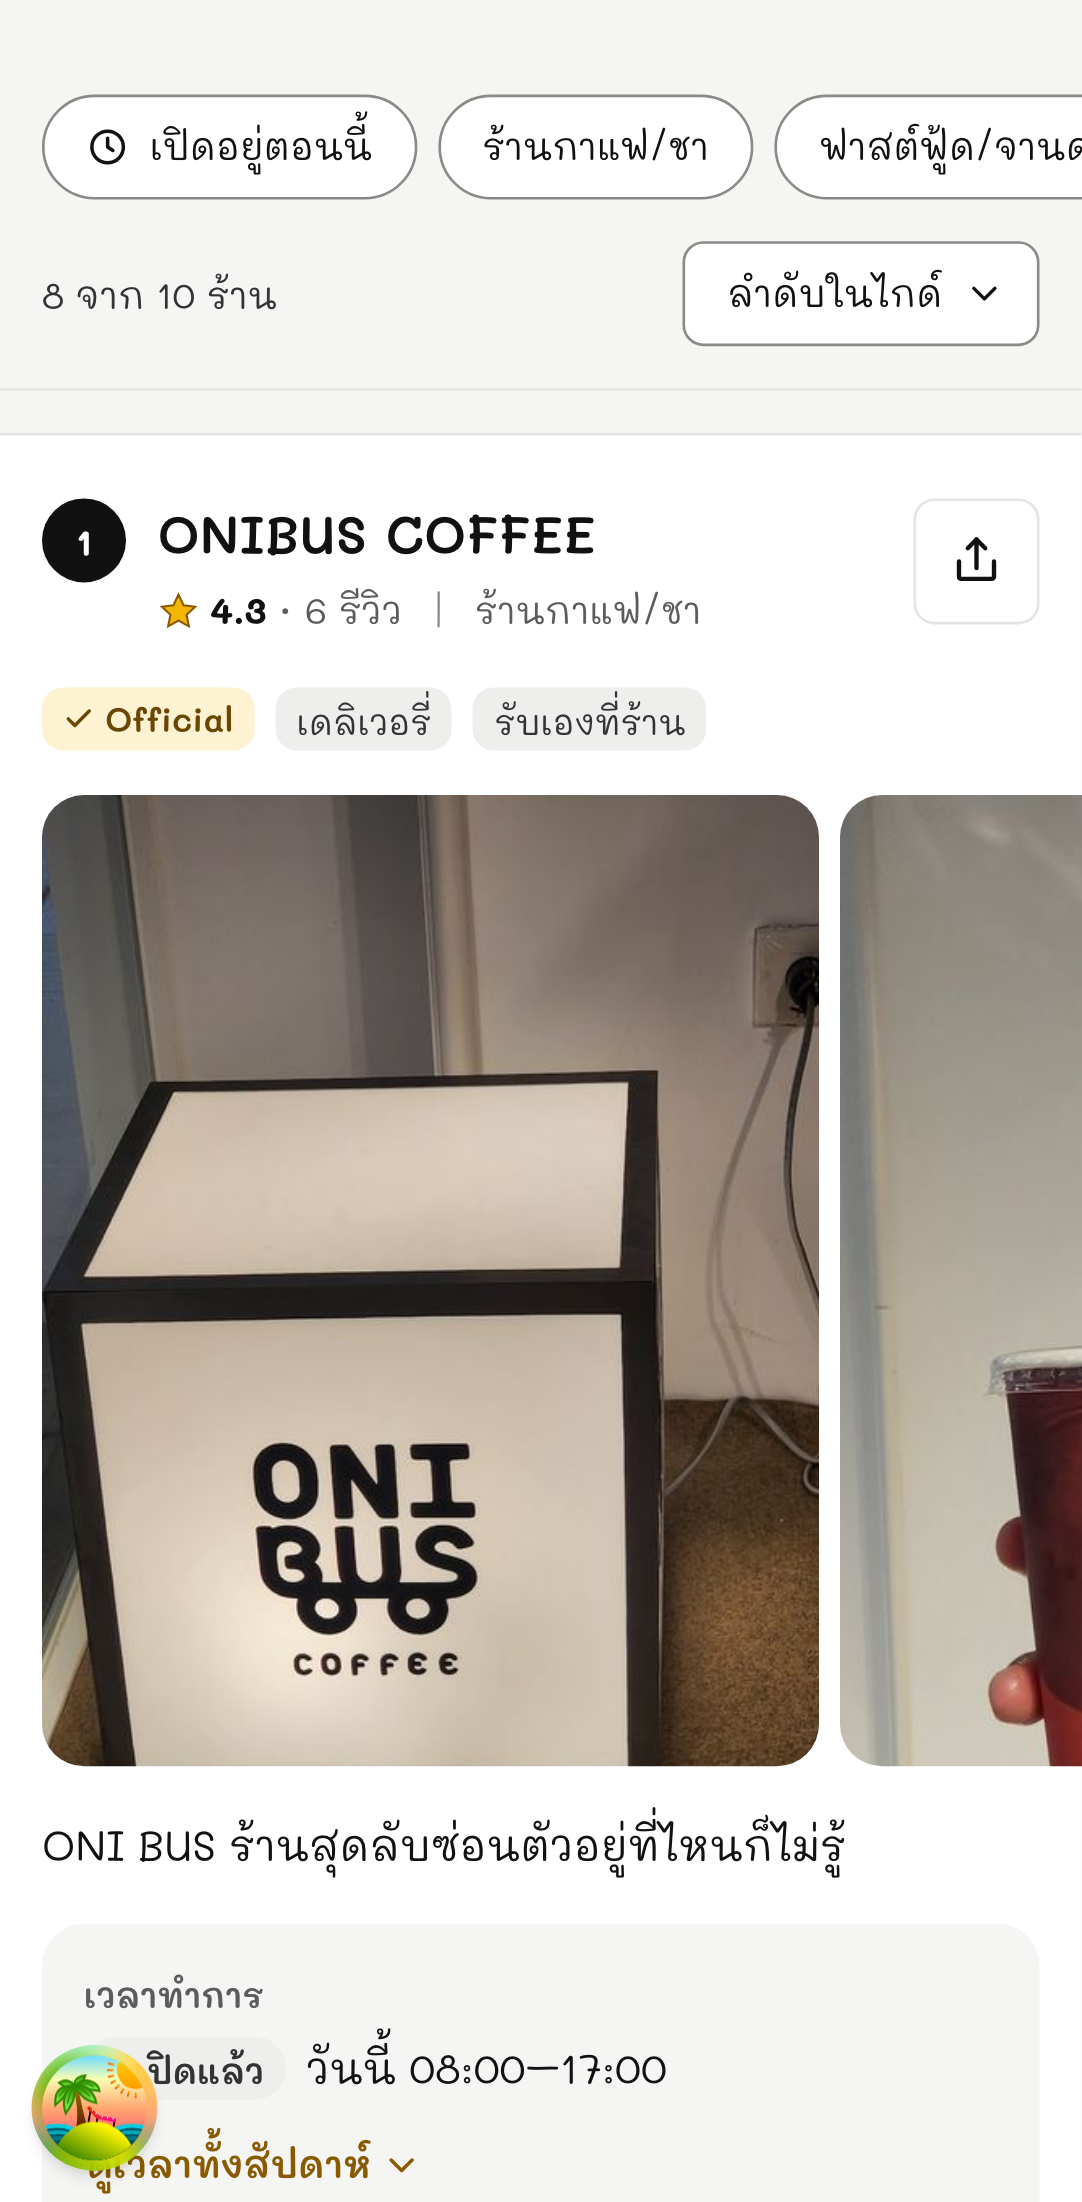 เปิดอยู่ตอนนี้ ร้านกาแฟ/ชา ฟาสต์ฟู้ด/จานด
8 จาก 10 ร้าน ลำดับในไกด์
1 ONIBUS COFFEE
4.3 · 6 รีวิว | ร้านกาแฟ/ชา
Official เดลิเวอรี่ รับเองที่ร้าน
ONI
BUS
COFFEE
ONI BUS ร้านสุดลับซ่อนตัวอยู่ที่ไหนก็ไม่รู้
เวลาทำการ
ปิดแล้ว วันนี้ 08:00–17:00
ดูเวลาทั้งสัปดาห์